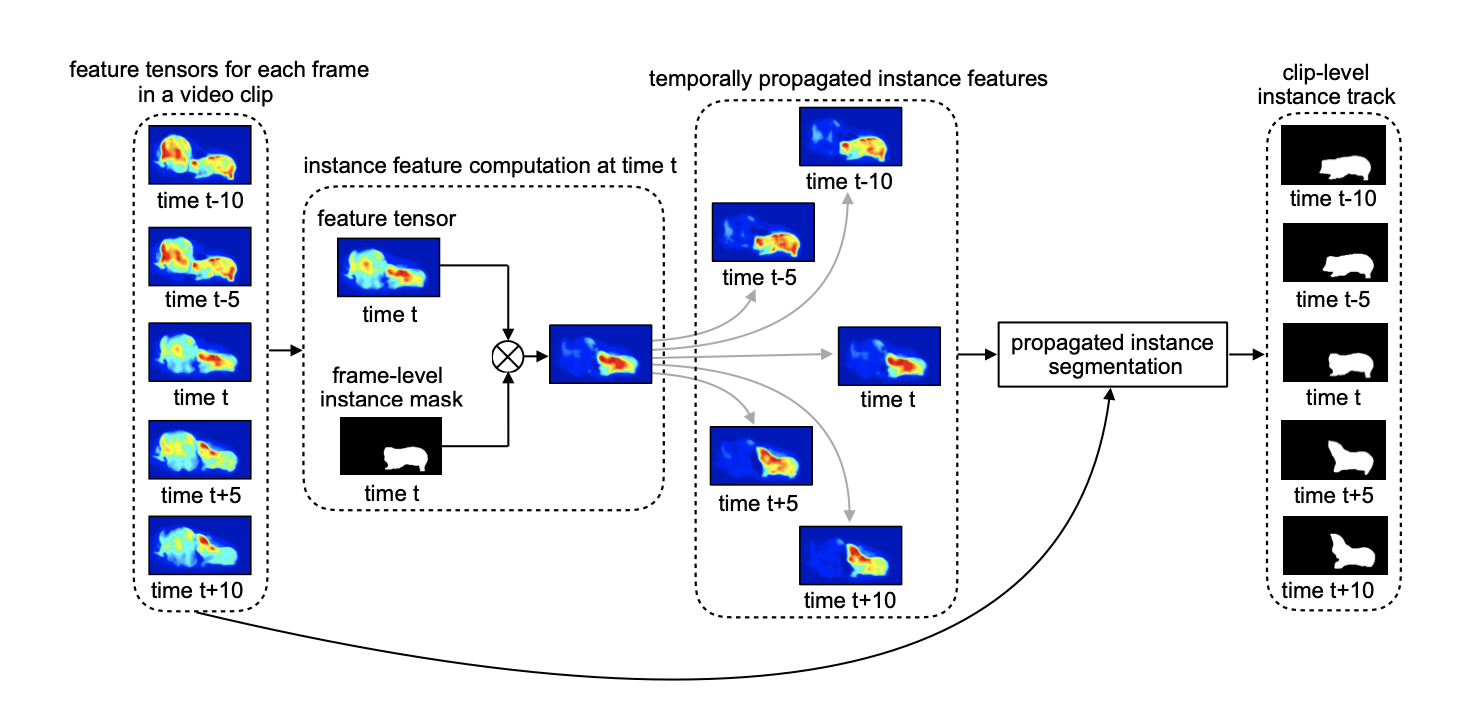 feature tensors for each frame
in a video clip
time t-10
time t-5
time t
time t+5
time t+10
instance feature computation at time t
feature tensor
time t
frame-level
instance mask
time t
temporally propagated instance features
time t-10
time t-5
time t
time t+5
time t+10
propagated instance
segmentation
clip-level
instance track
time t-10
time t-5
time t
time t+5
time t+10